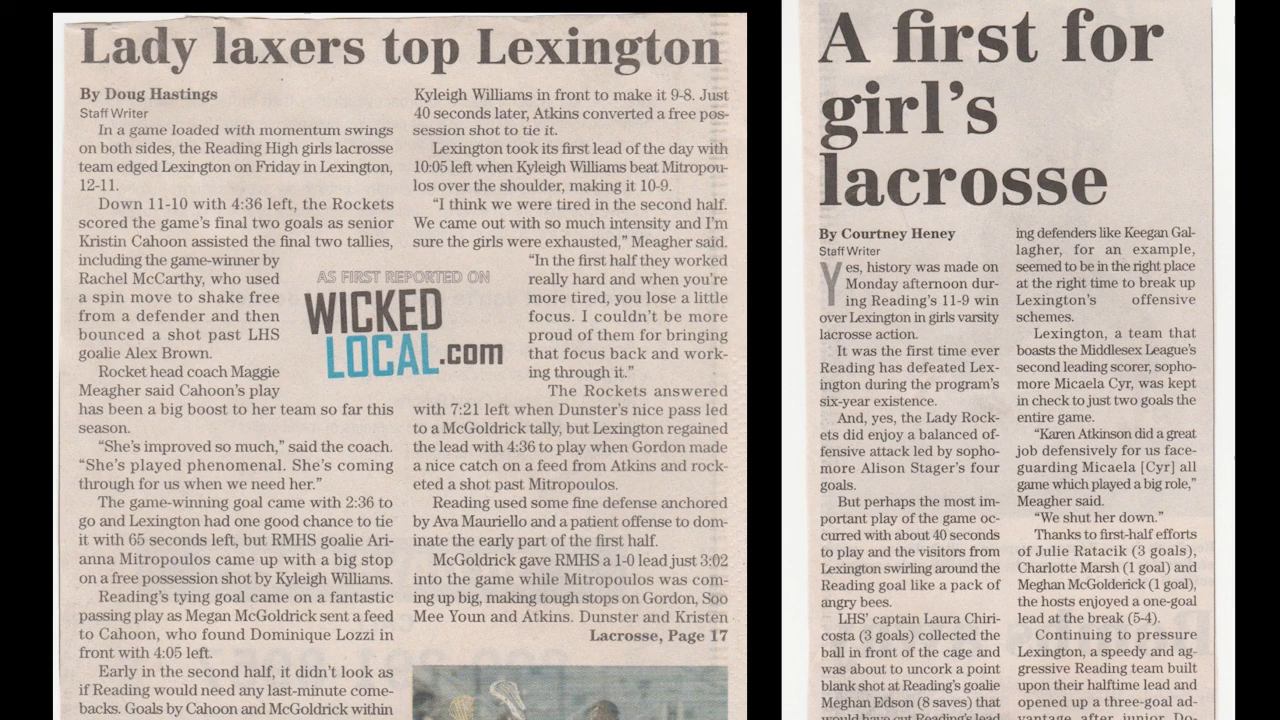 Lady laxers top Lexington
By Doug Hastings
Staff Writer
In a game loaded with momentum swings
on both sides, the Reading High girls lacrosse
team edged Lexington on Friday in Lexington,
12-11.
Down 11-10 with 4:36 left, the Rockets
scored the game's final two goals as senior
Kristin Cahoon assisted the final two tallies,
including the game-winner by
Rachel McCarthy, who used
a spin move to shake free
from a defender and then
bounced a shot past LHS
goalie Alex Brown.
Rocket head coach Maggie
Meagher said Cahoon's play
has been a big boost to her team so far this
season.
“She's improved so much,” said the coach.
“She's played phenomenal. She's coming
through for us when we need her.”
The game-winning goal came with 2:36 to
go and Lexington had one good chance to tie
it with 65 seconds left, but RMHS goalie Ari-
anna Mitropoulos came up with a big stop
on a free possession shot by Kyleigh Williams.
Reading's tying goal came on a fantastic
passing play as Megan McGoldrick sent a feed
to Cahoon, who found Dominique Lozzi in
front with 4:05 left.
Early in the second half, it didn't look as
if Reading would need any last-minute come-
backs. Goals by Cahoon and McGoldrick within
Kyleigh Williams in front to make it 9-8. Just
40 seconds later, Atkins converted a free pos-
session shot to tie it.
Lexington took its first lead of the day with
10:05 left when Kyleigh Williams beat Mitropou-
los over the shoulder, making it 10-9.
“I think we were tired in the second half.
We came out with so much intensity and I'm
sure the girls were exhausted,” Meagher said.
“In the first half they worked
really hard and when you're
more tired, you lose a little
focus. I couldn't be more
proud of them for bringing
that focus back and work-
ing through it.”
The Rockets answered
with 7:21 left when Dunster's nice pass led
to a McGoldrick tally, but Lexington regained
the lead with 4:36 to play when Gordon made
a nice catch on a feed from Atkins and rock-
eted a shot past Mitropoulos.
Reading used some fine defense anchored
by Ava Mauriello and a patient offense to dom-
inate the early part of the first half.
McGoldrick gave RMHS a 1-0 lead just 3:02
into the game while Mitropoulos was com-
ing up big, making tough stops on Gordon, Soo
Mee Youn and Atkins. Dunster and Kristen
Lacrosse, Page 17
AS FIRST REPORTED ON
WICKED
LOCAL.com
A first for
girl's
lacrosse
By Courtney Heney
Staff Writer
Yes, history was made on
Monday afternoon dur-
ing Reading's 11-9 win
over Lexington in girls varsity
lacrosse action.
It was the first time ever
Reading has defeated Lex-
ington during the program's
six-year existence.
And, yes, the Lady Rock-
ets did enjoy a balanced of-
fensive attack led by sopho-
more Alison Stager's four
goals.
But perhaps the most im-
portant play of the game oc-
curred with about 40 seconds
to play and the visitors from
Lexington swirling around the
Reading goal like a pack of
angry bees.
LHS' captain Laura Chiri-
costa (3 goals) collected the
ball in front of the cage and
was about to uncork a point
blank shot at Reading's goalie
Meghan Edson (8 saves) that
would have cut Reading's lead
ing defenders like Keegan Gal-
lagher, for an example,
seemed to be in the right place
at the right time to break up
Lexington's offensive
schemes.
Lexington, a team that
boasts the Middlesex League's
second leading scorer, sopho-
more Micaela Cyr, was kept
in check to just two goals the
entire game.
“Karen Atkinson did a great
job defensively for us face-
guarding Micaela [Cyr] all
game which played a big role,”
Meagher said.
“We shut her down.”
Thanks to first-half efforts
of Julie Ratacik (3 goals),
Charlotte Marsh (1 goal) and
Meghan McGolderick (1 goal),
the hosts enjoyed a one-goal
lead at the break (5-4).
Continuing to pressure
Lexington, a speedy and ag-
gressive Reading team built
upon their halftime lead and
opened up a three-goal ad-
vantage after junior Do-